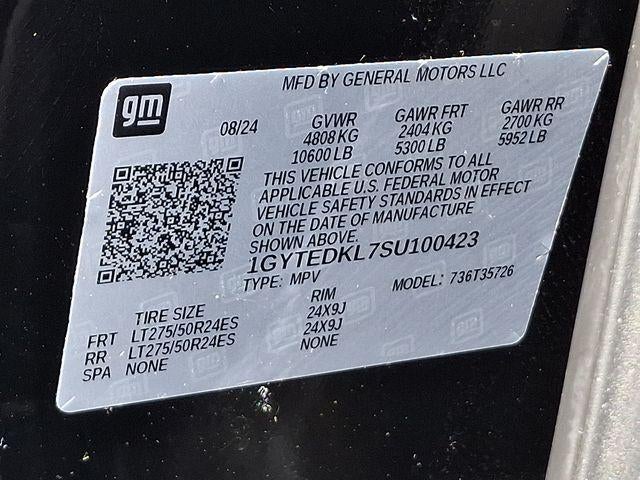 MFD BY GENERAL MOTORS LLC
gm
08/24
GVWR
4808 KG
10600 LB
GAWR FRT
2404 KG
5300 LB
GAWR RR
2700 KG
5952 LB
THIS VEHICLE CONFORMS TO ALL
APPLICABLE U.S. FEDERAL MOTOR
VEHICLE SAFETY STANDARDS IN EFFECT
ON THE DATE OF MANUFACTURE
SHOWN ABOVE.
1GYTEDKL7SU100423
TYPE: MPV
MODEL: 736T35726
TIRE SIZE RIM
FRT LT275/50R24ES 24X9J
RR LT275/50R24ES 24X9J
SPA NONE NONE